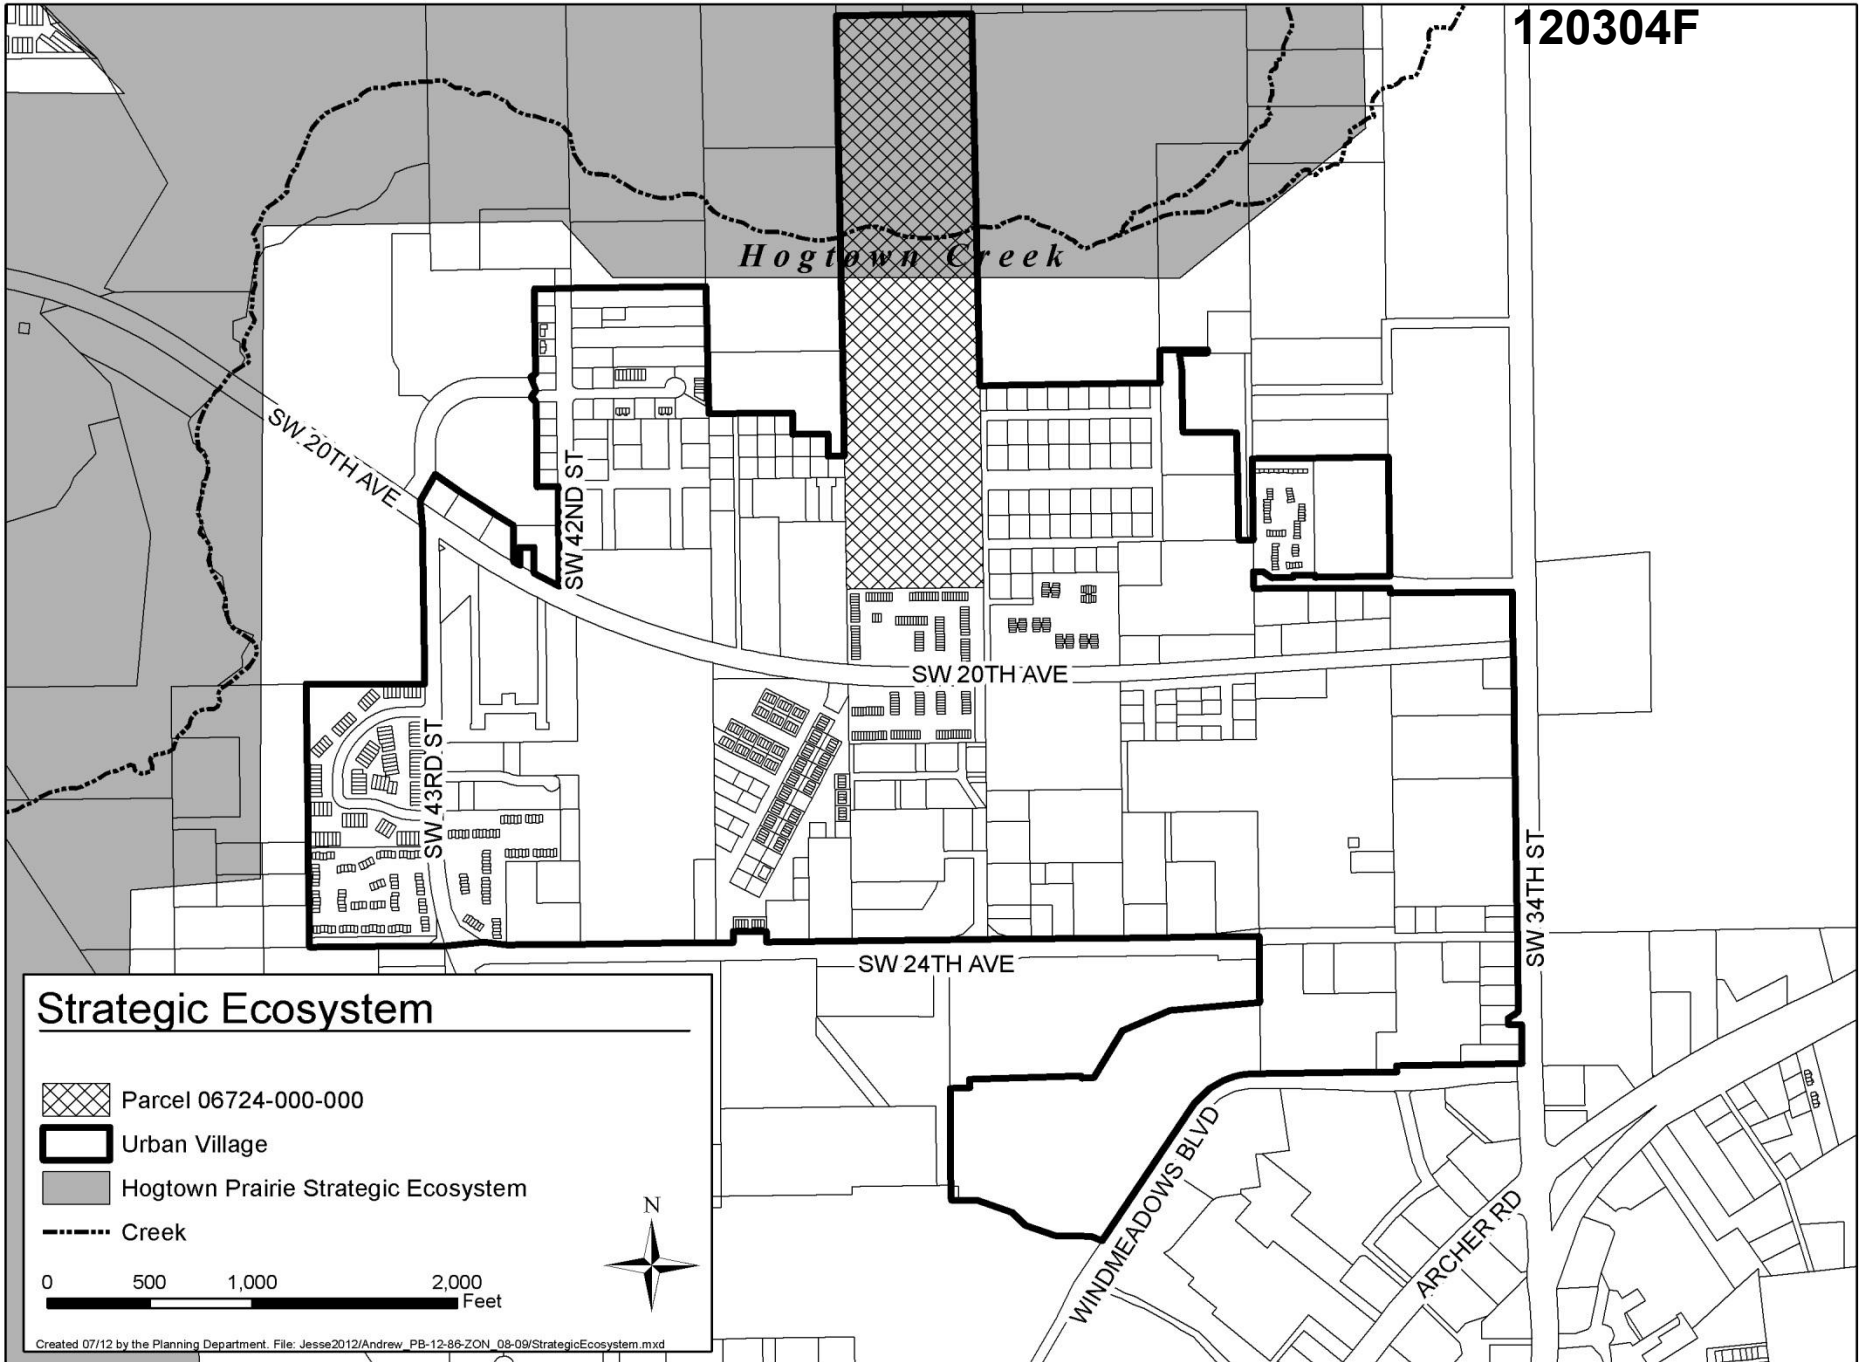 120304F
Hogtown Creek
SW 20TH AVE
SW 42ND ST
SW 20TH AVE
SW 43RD ST
SW 34TH ST
SW 24TH AVE
WINDMEADOWS BLVD
ARCHER RD
Strategic Ecosystem
Parcel 06724-000-000
Urban Village
Hogtown Prairie Strategic Ecosystem
Creek
N
0 500 1,000 2,000
Feet
Created 07/12 by the Planning Department. File: Jesse2012/Andrew_PB-12-86-ZON_08-09/StrategicEcosystem.mxd